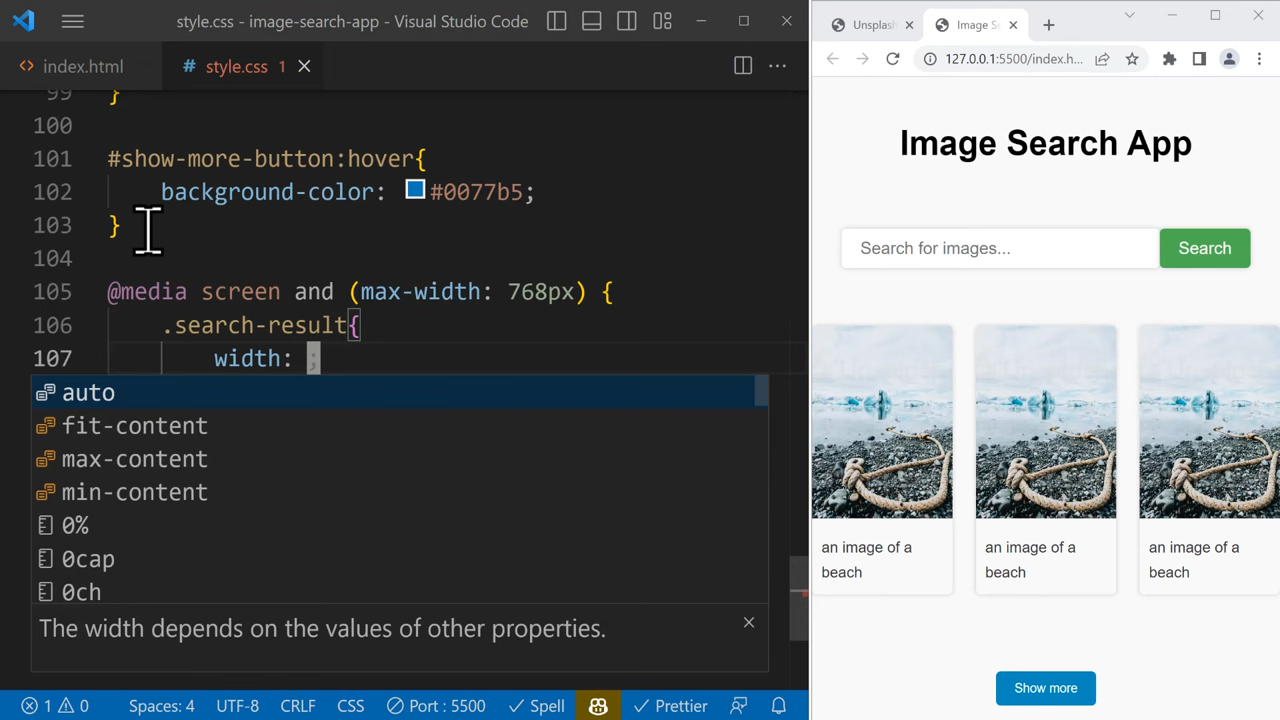 style.css - image-search-app - Visual Studio Code
index.html
style.css 1
99 }
100
101 #show-more-button:hover{
102 background-color: #0077b5;
103 }
104
105 @media screen and (max-width: 768px) {
106 .search-result{
107 width: ;
auto
fit-content
max-content
min-content
0%
0cap
0ch
The width depends on the values of other properties.
1 0 Spaces: 4 UTF-8 CRLF CSS Port : 5500 Spell Prettier
Unsplash
Image Se
127.0.0.1:5500/index.h...
Image Search App
Search for images...
Search
an image of a
beach
an image of a
beach
an image of a
beach
Show more